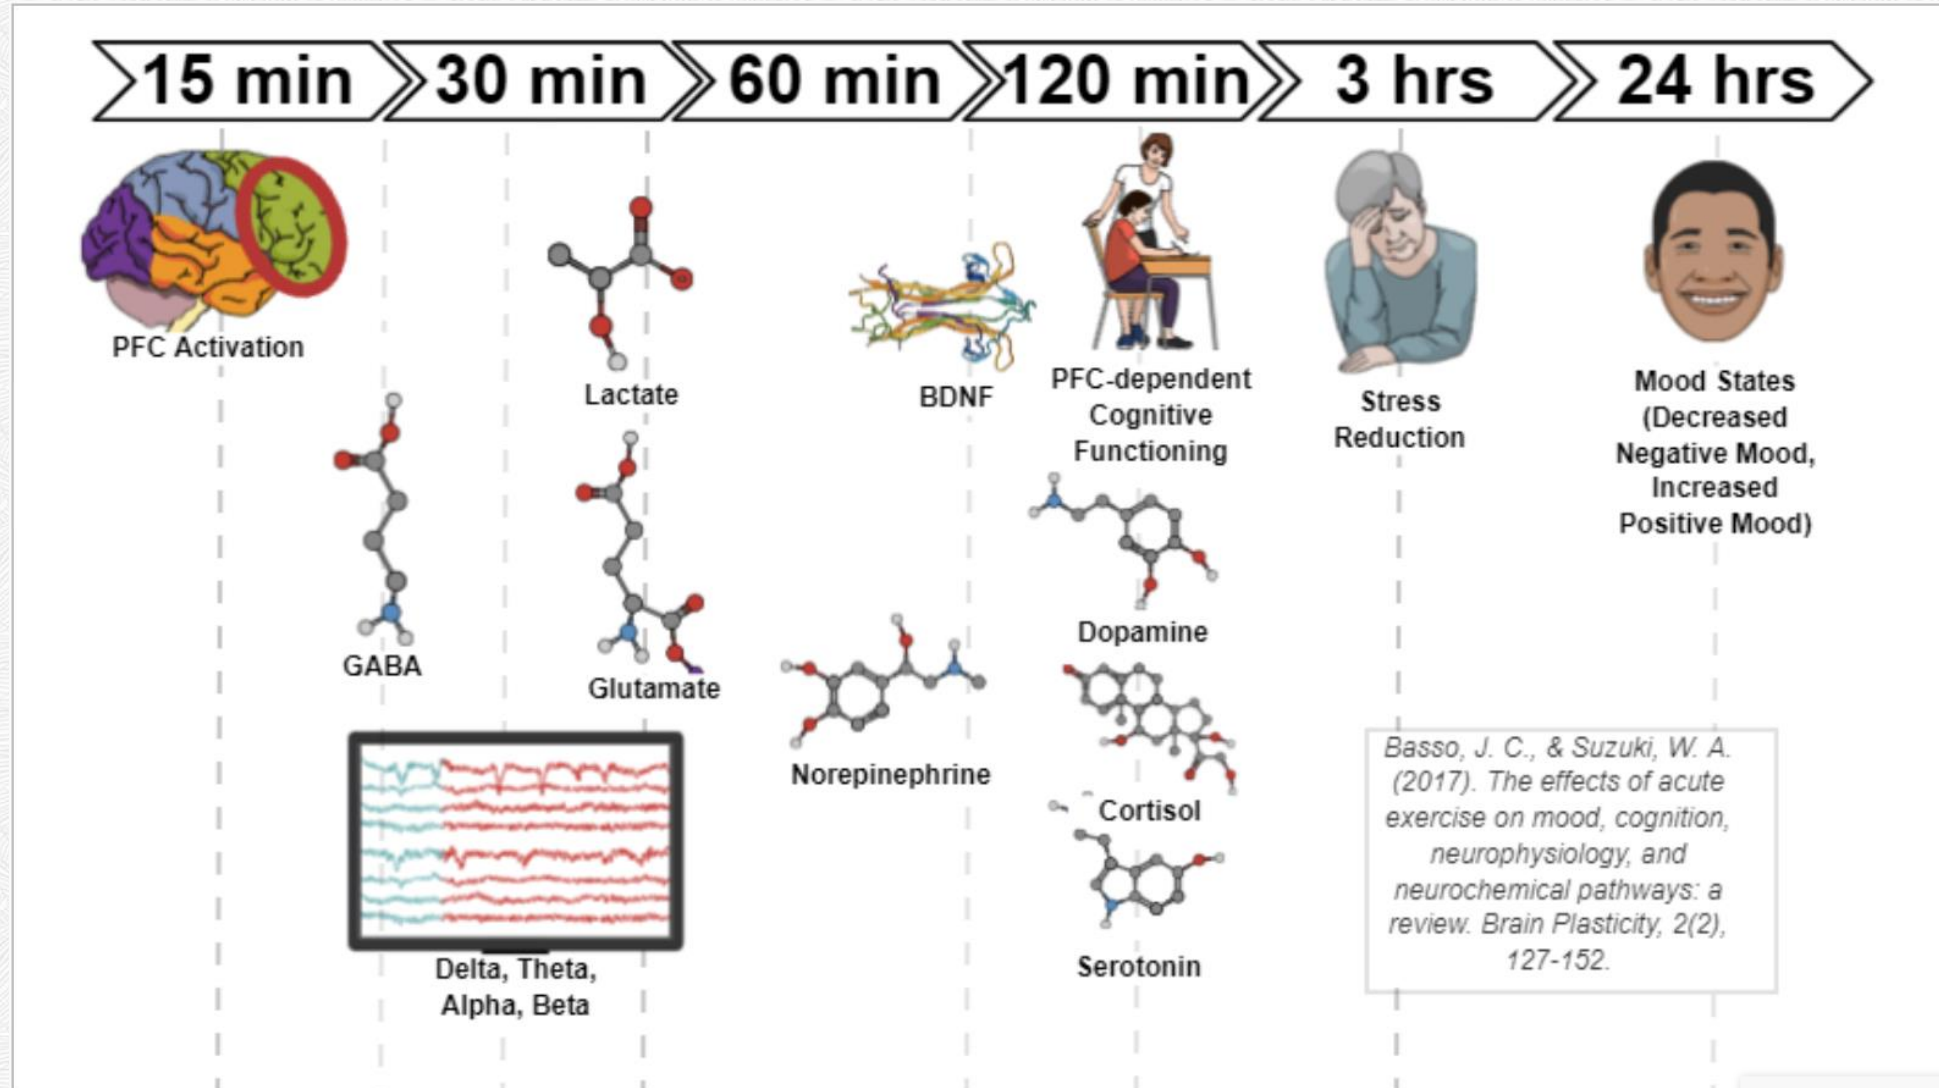 15 min
30 min
60 min
120 min
3 hrs
24 hrs
PFC Activation
GABA
Lactate
Glutamate
Delta, Theta,
Alpha, Beta
BDNF
Norepinephrine
PFC-dependent
Cognitive
Functioning
Dopamine
Cortisol
Serotonin
Stress
Reduction
Mood States
(Decreased
Negative Mood,
Increased
Positive Mood)
Basso, J. C., & Suzuki, W. A.
(2017). The effects of acute
exercise on mood, cognition,
neurophysiology, and
neurochemical pathways: a
review. Brain Plasticity, 2(2),
127-152.